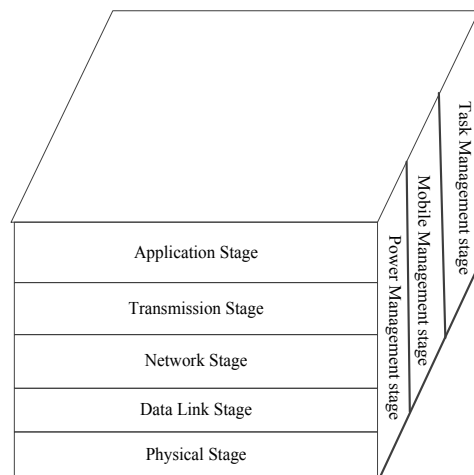 Application Stage
Transmission Stage
Network Stage
Data Link Stage
Physical Stage
Power Management stage
Mobile Management stage
Task Management stage